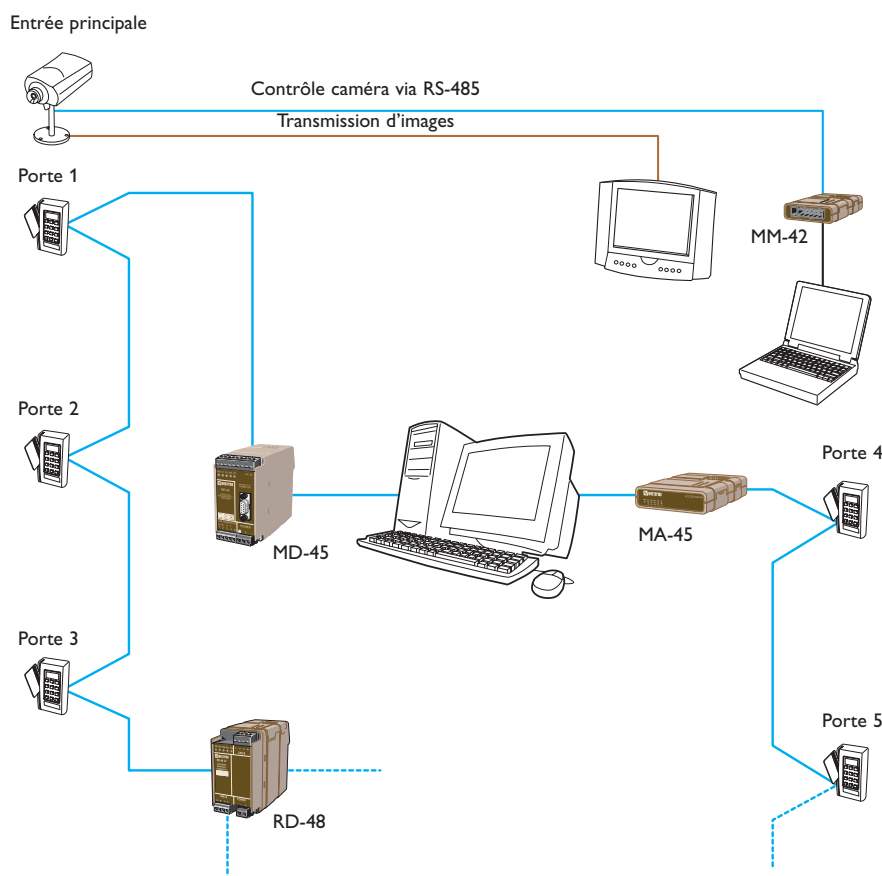 Entrée principale
Contrôle caméra via RS-485
Transmission d'images
Porte 1
MM-42
Porte 2
Porte 4
MD-45
MA-45
Porte 3
Porte 5
RD-48